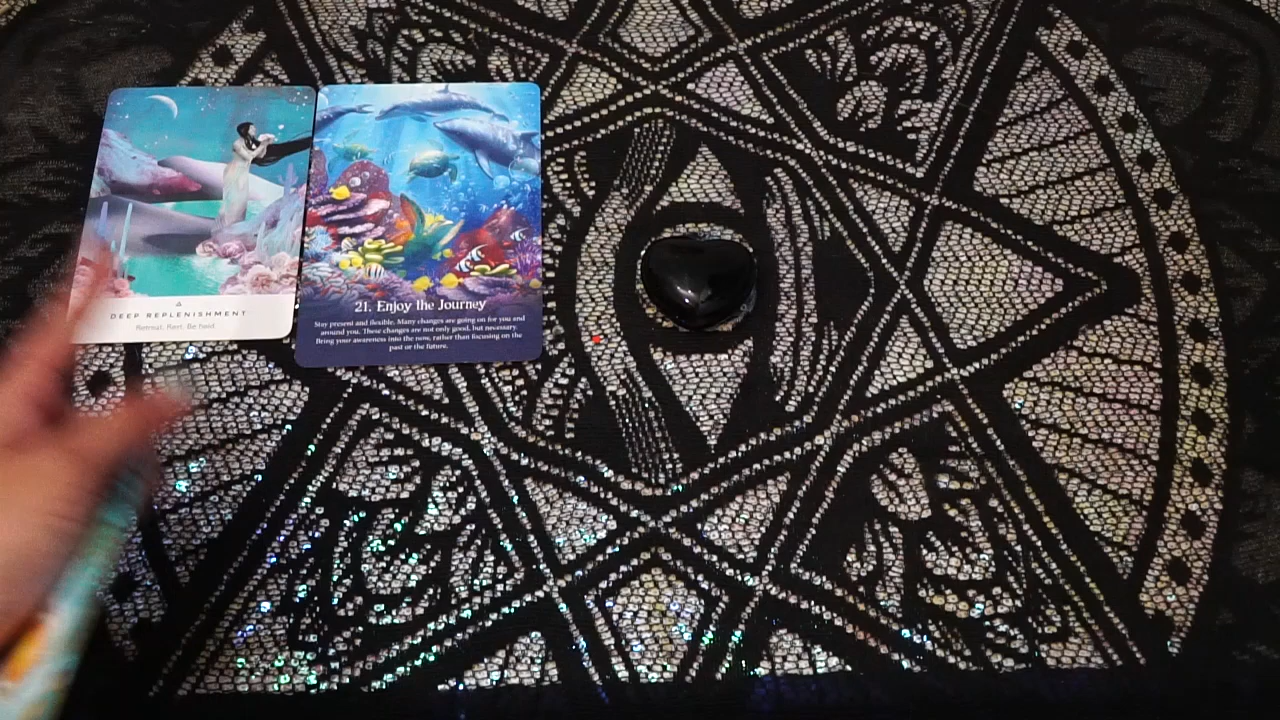 DEEP REPLENISHMENT
Retreat. Rest. Be held.
21. Enjoy the Journey
Stay present and flexible. Many changes are going on for you and
around you. These changes are not only good, but necessary.
Bring your awareness into the now, rather than focusing on the
past or the future.